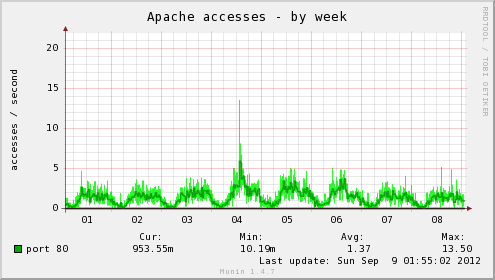 Apache accesses - by week
RRDTOOL / TOBI OETIKER
accesses / second
20
15
10
5
0
01 02 03 04 05 06 07 08
Cur: Min: Avg: Max:
port 80 953.55m 10.19m 1.37 13.50
Last update: Sun Sep 9 01:55:02 2012
Munin 1.4.7